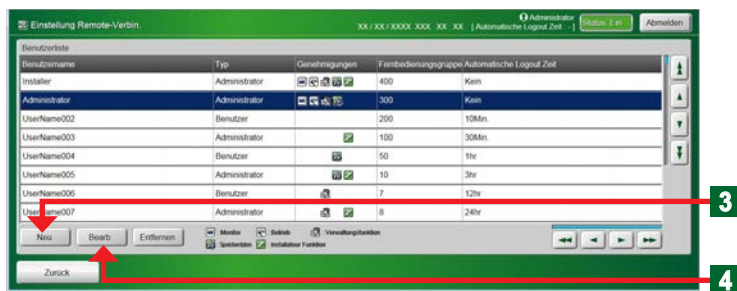 Einstellung Remote-Verbin. XX / XX / XXXX XXX XX XX [ Automatische Logout Zeit - ] Administrator Status Ein Abmelden
Benutzerliste
Benutzername Typ Genehmigungen Fernbedienungsgruppe Automatische Logout Zeit
Installer Administrator 400 Kein
Administrator Administrator 300 Kein
UserName002 Benutzer 200 10Min.
UserName003 Administrator 100 30Min.
UserName004 Benutzer 50 1hr
UserName005 Administrator 10 3hr
UserName006 Benutzer 7 12hr
UserName007 Administrator 8 24hr
3
Neu Bearb. Entfernen Monitor Betrieb Verwaltungsfunktion
Speicherdaten Installateur Funktion
Zurück
4